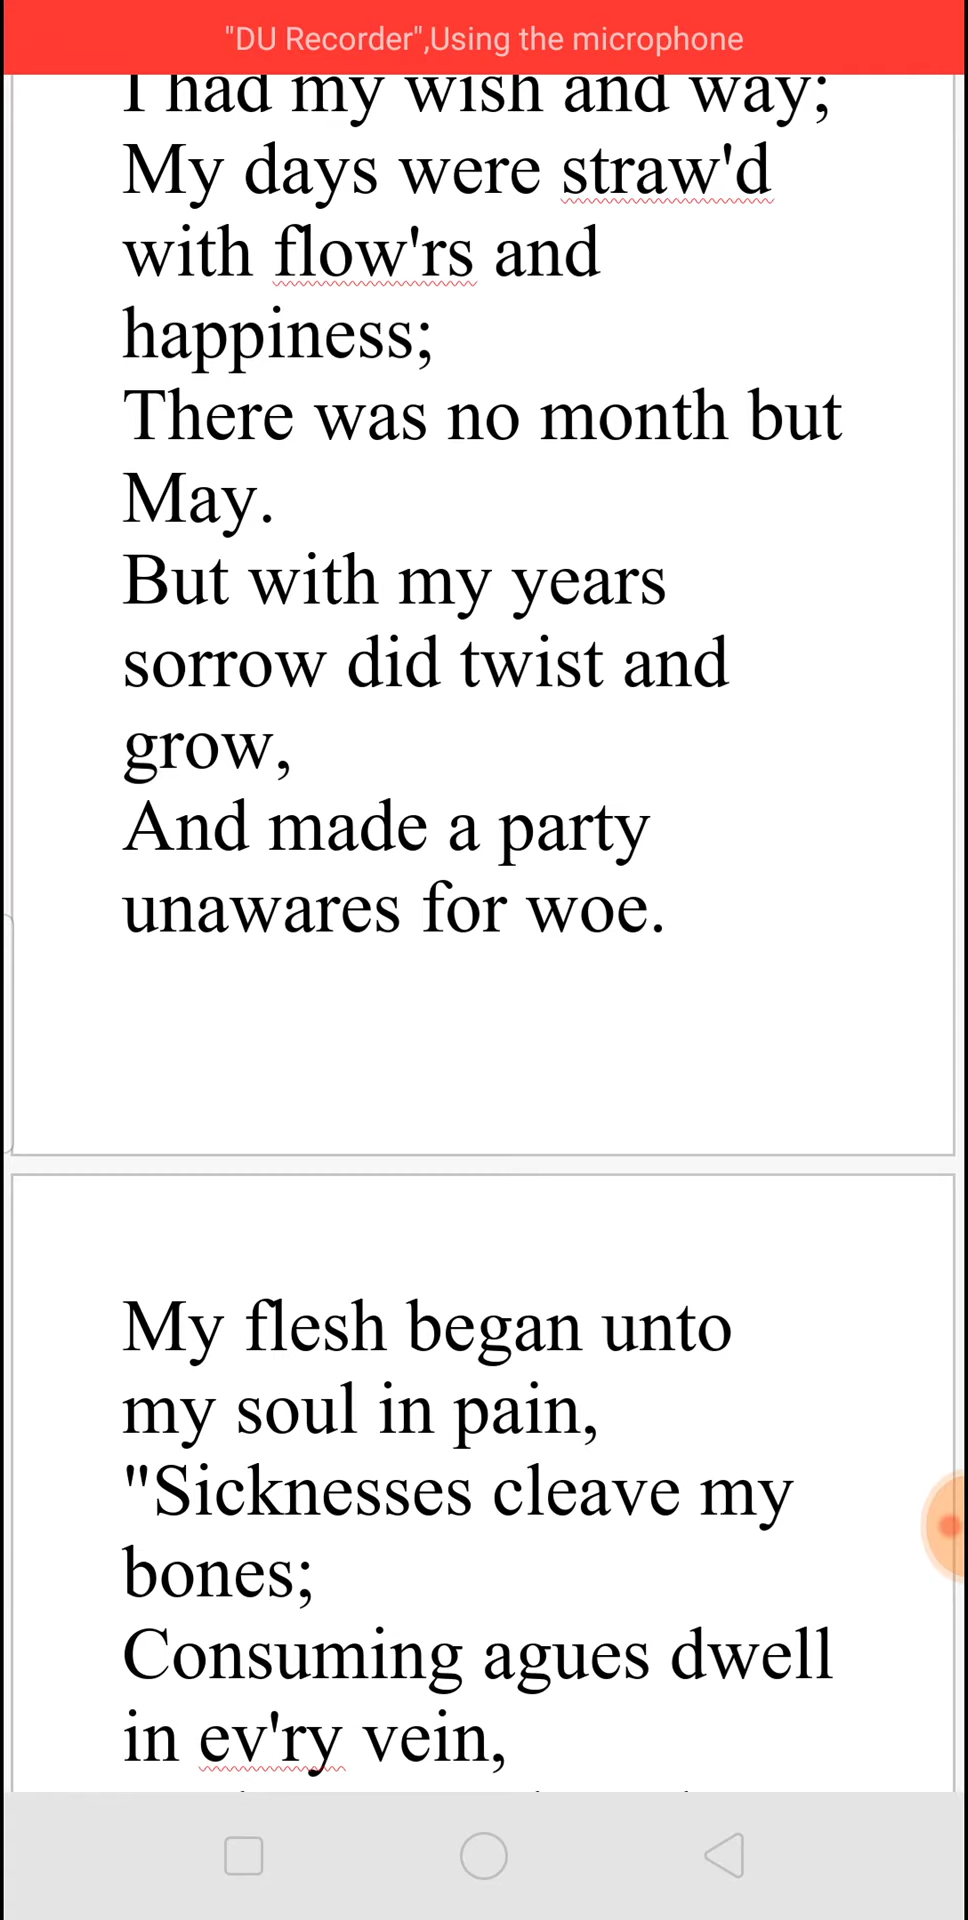 "DU Recorder",Using the microphone
I had my wish and way;
My days were straw'd
with flow'rs and
happiness;
There was no month but
May.
But with my years
sorrow did twist and
grow,
And made a party
unawares for woe.
My flesh began unto
my soul in pain,
"Sicknesses cleave my
bones;
Consuming agues dwell
in ev'ry vein,